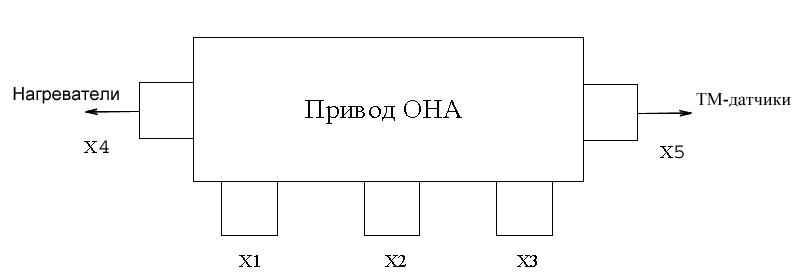 Нагреватели
Привод ОНА
ТМ-датчики
X4
X5
X1
X2
X3